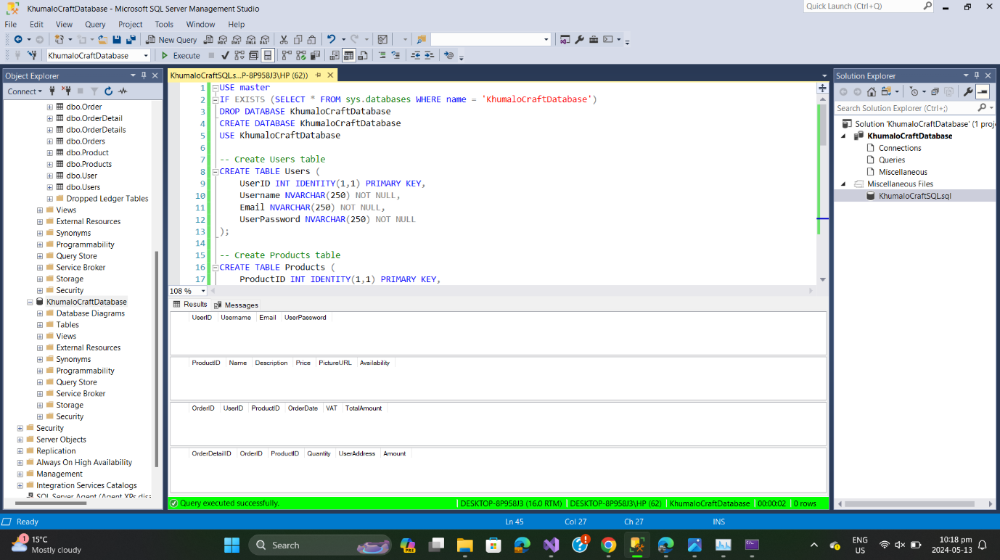 KhumaloCraftDatabase - Microsoft SQL Server Management Studio
Quick Launch (Ctrl+Q)
File Edit View Query Project Tools Window Help
New Query
KhumaloCraftDatabase
Execute
Object Explorer
Connect
dbo.Order
dbo.OrderDetail
dbo.OrderDetails
dbo.Orders
dbo.Product
dbo.Products
dbo.User
dbo.Users
Dropped Ledger Tables
Views
External Resources
Synonyms
Programmability
Query Store
Service Broker
Storage
Security
KhumaloCraftDatabase
Database Diagrams
Tables
Views
External Resources
Synonyms
Programmability
Query Store
Service Broker
Storage
Security
Security
Server Objects
Replication
Always On High Availability
Management
Integration Services Catalogs
SQL Server Agent (Agent XPs disa
KhumaloCraftSQL.s...P-8P958J3\HP (62))
1 USE master
2 IF EXISTS (SELECT * FROM sys.databases WHERE name = 'KhumaloCraftDatabase')
3 DROP DATABASE KhumaloCraftDatabase
4 CREATE DATABASE KhumaloCraftDatabase
5 USE KhumaloCraftDatabase
6
7 -- Create Users table
8 CREATE TABLE Users (
9 UserID INT IDENTITY(1,1) PRIMARY KEY,
10 Username NVARCHAR(250) NOT NULL,
11 Email NVARCHAR(250) NOT NULL,
12 UserPassword NVARCHAR(250) NOT NULL
13 );
14
15 -- Create Products table
16 CREATE TABLE Products (
17 ProductID INT IDENTITY(1,1) PRIMARY KEY,
108 %
Results Messages
UserID Username Email UserPassword
ProductID Name Description Price PictureURL Availability
OrderID UserID ProductID OrderDate VAT TotalAmount
OrderDetailID OrderID ProductID Quantity UserAddress Amount
Query executed successfully. DESKTOP-8P958J3 (16.0 RTM) DESKTOP-8P958J3\HP (62) KhumaloCraftDatabase 00:00:02 0 rows
Solution Explorer
Search Solution Explorer (Ctrl+;)
Solution 'KhumaloCraftDatabase' (1 proj
KhumaloCraftDatabase
Connections
Queries
Miscellaneous
Miscellaneous Files
KhumaloCraftSQL.sql
Ready Ln 45 Col 27 Ch 27 INS
1
15°C
Mostly cloudy
Search
PRE
ENG
US
10:18 pm
2024-05-13